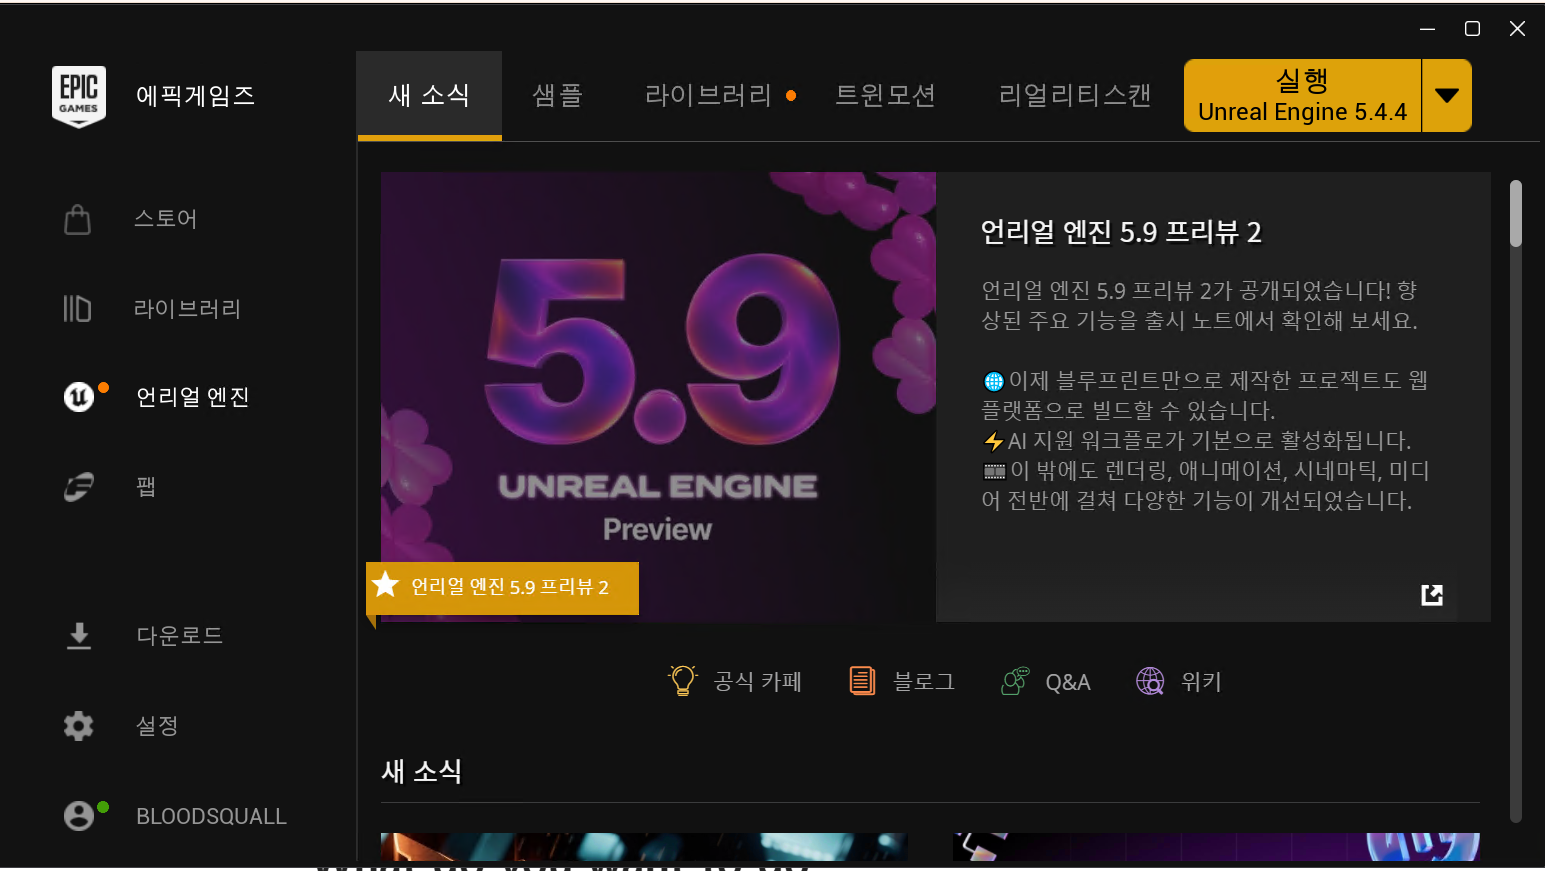 EPIC
GAMES
에픽게임즈
새 소식
샘플
라이브러리
트윈모션
리얼리티스캔
실행
Unreal Engine 5.4.4
스토어
라이브러리
언리얼 엔진
팹
다운로드
설정
BLOODSQUALL
5.9
UNREAL ENGINE
Preview
언리얼 엔진 5.9 프리뷰 2
언리얼 엔진 5.9 프리뷰 2
언리얼 엔진 5.9 프리뷰 2가 공개되었습니다! 향
상된 주요 기능을 출시 노트에서 확인해 보세요.
🌐이제 블루프린트만으로 제작한 프로젝트도 웹
플랫폼으로 빌드할 수 있습니다.
⚡AI 지원 워크플로가 기본으로 활성화됩니다.
🎞️이 밖에도 렌더링, 애니메이션, 시네마틱, 미디
어 전반에 걸쳐 다양한 기능이 개선되었습니다.
공식 카페
블로그
Q&A
위키
새 소식